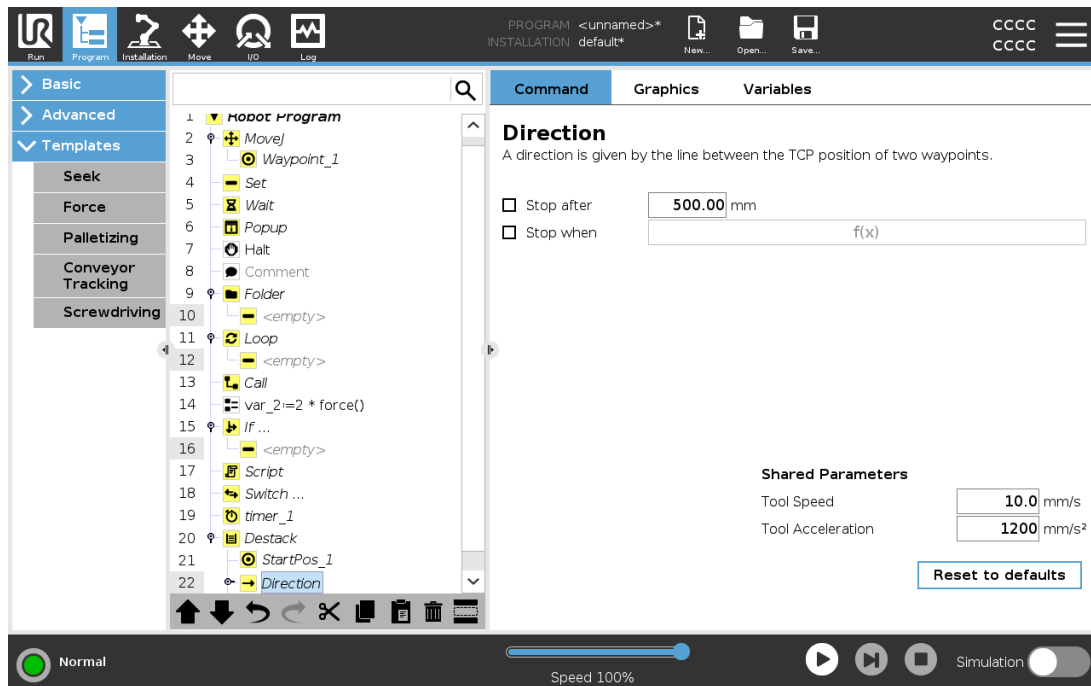 PROGRAM <unnamed>*
INSTALLATION default*
CCCC
CCCC
Run
Program
Installation
Move
I/O
Log
New...
Open...
Save...
Basic
Advanced
Templates
Seek
Force
Palletizing
Conveyor
Tracking
Screwdriving
1 Robot Program
2 MoveJ
3 Waypoint_1
4 Set
5 Wait
6 Popup
7 Halt
8 Comment
9 Folder
10 <empty>
11 Loop
12 <empty>
13 Call
14 var_2:=2 * force()
15 If ...
16 <empty>
17 Script
18 Switch ...
19 timer_1
20 Destack
21 StartPos_1
22 Direction
Command Graphics Variables
Direction
A direction is given by the line between the TCP position of two waypoints.
Stop after 500.00 mm
Stop when f(x)
Shared Parameters
Tool Speed 10.0 mm/s
Tool Acceleration 1200 mm/s²
Reset to defaults
Normal
Speed 100%
Simulation